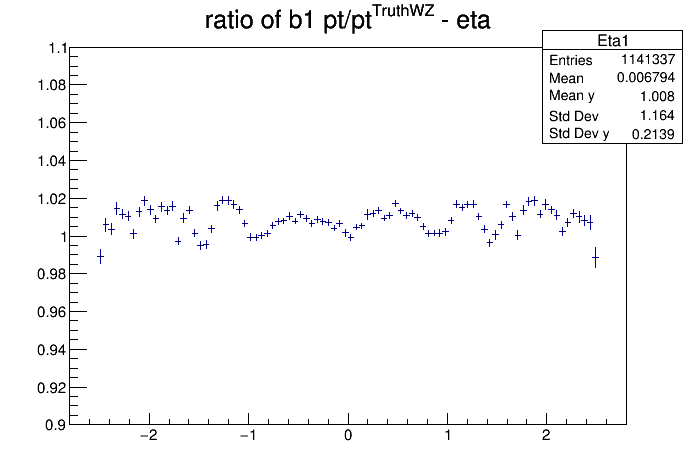 ratio of b1 pt/pt^TruthWZ - eta
Eta1
Entries 1141337
Mean 0.006794
Mean y 1.008
Std Dev 1.164
Std Dev y 0.2139
1.1
1.08
1.06
1.04
1.02
1
0.98
0.96
0.94
0.92
0.9
−2 −1 0 1 2